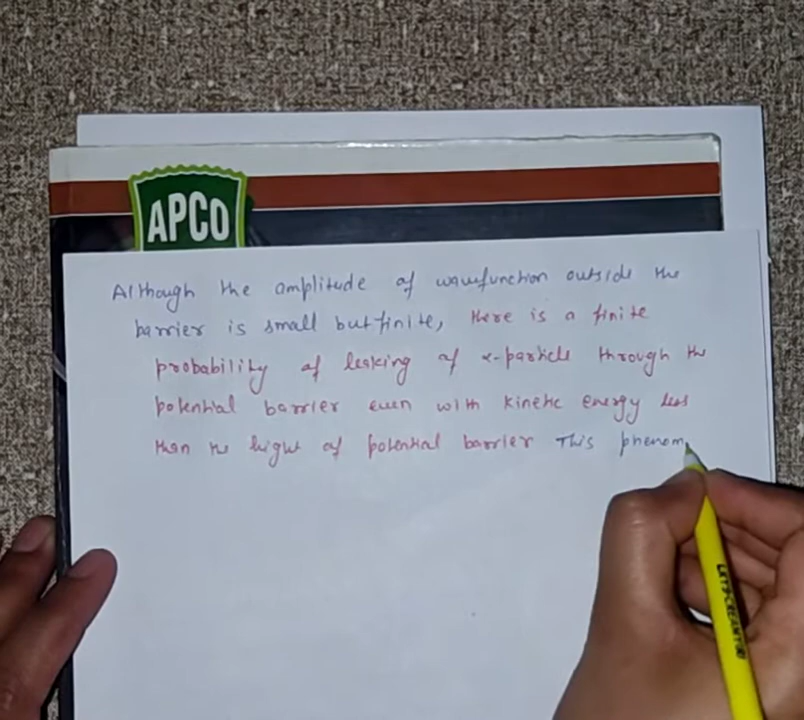 APCO
Although the amplitude of wavefunction outside the
barrier is small but finite, there is a finite
probability of leaking of α-particle through the
potential barrier even with kinetic energy less
than the hight of potential barrier This phenom